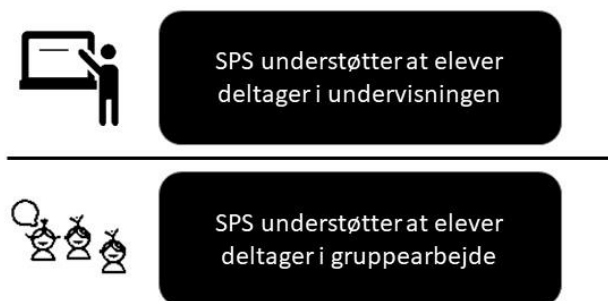 SPS understøtter at elever
deltager i undervisningen
SPS understøtter at elever
deltager i gruppearbejde